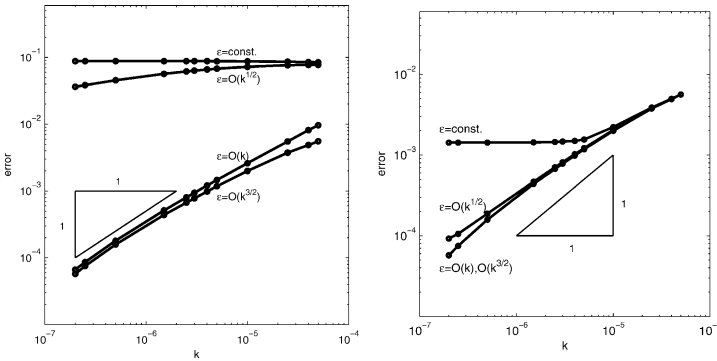 10⁻¹
10⁻²
10⁻³
10⁻⁴
error
ε=const.
ε=O(k^{1/2})
ε=O(k)
ε=O(k^{3/2})
1
1
10⁻⁷
10⁻⁶
10⁻⁵
10⁻⁴
k
10⁻²
10⁻³
10⁻⁴
error
ε=const.
ε=O(k^{1/2})
ε=O(k),O(k^{3/2})
1
1
10⁻⁷
10⁻⁶
10⁻⁵
10⁻⁴
k